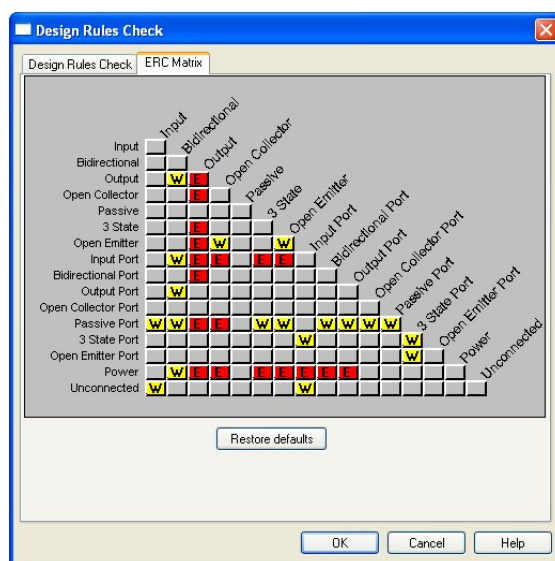 Design Rules Check
Design Rules Check
ERC Matrix
Input
Bidirectional
Output
Open Collector
Passive
3 State
Open Emitter
Input Port
Bidirectional Port
Output Port
Open Collector Port
Passive Port
3 State Port
Open Emitter Port
Power
Unconnected
Input
Bidirectional
Output W E
Open Collector E
Passive
3 State E
Open Emitter E W W
Input Port W E E E E
Bidirectional Port E
Output Port W
Open Collector Port
Passive Port W W E E W W W W W W
3 State Port W W
Open Emitter Port W
Power W E E E E E E E
Unconnected W W
Restore defaults
OK
Cancel
Help